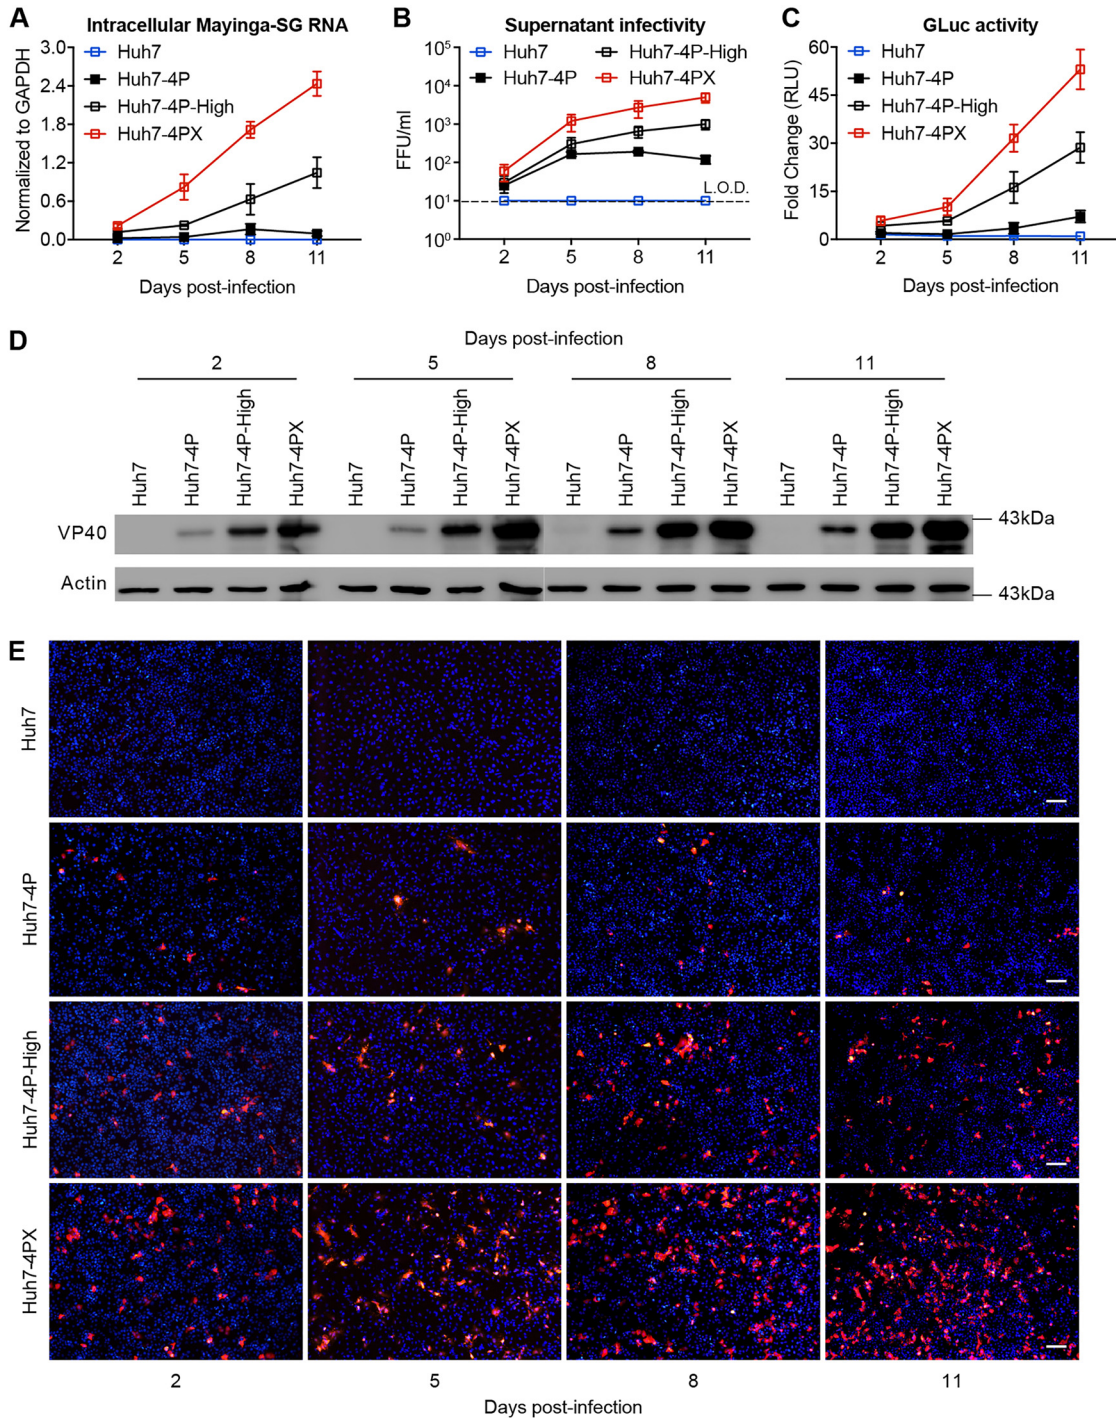 A
Intracellular Mayinga-SG RNA
Normalized to GAPDH
3.0
2.4
1.8
1.2
0.6
0.0
Huh7
Huh7-4P
Huh7-4P-High
Huh7-4PX
2 5 8 11
Days post-infection
B
Supernatant infectivity
FFU/ml
10⁵
10⁴
10³
10²
10¹
10⁰
Huh7
Huh7-4P
Huh7-4P-High
Huh7-4PX
L.O.D.
2 5 8 11
Days post-infection
C
GLuc activity
Fold Change (RLU)
60
45
30
15
0
Huh7
Huh7-4P
Huh7-4P-High
Huh7-4PX
2 5 8 11
Days post-infection
D
Days post-infection
2 5 8 11
Huh7
Huh7-4P
Huh7-4P-High
Huh7-4PX
Huh7
Huh7-4P
Huh7-4P-High
Huh7-4PX
Huh7
Huh7-4P
Huh7-4P-High
Huh7-4PX
Huh7
Huh7-4P
Huh7-4P-High
Huh7-4PX
VP40
43kDa
Actin
43kDa
E
Huh7
Huh7-4P
Huh7-4P-High
Huh7-4PX
2 5 8 11
Days post-infection